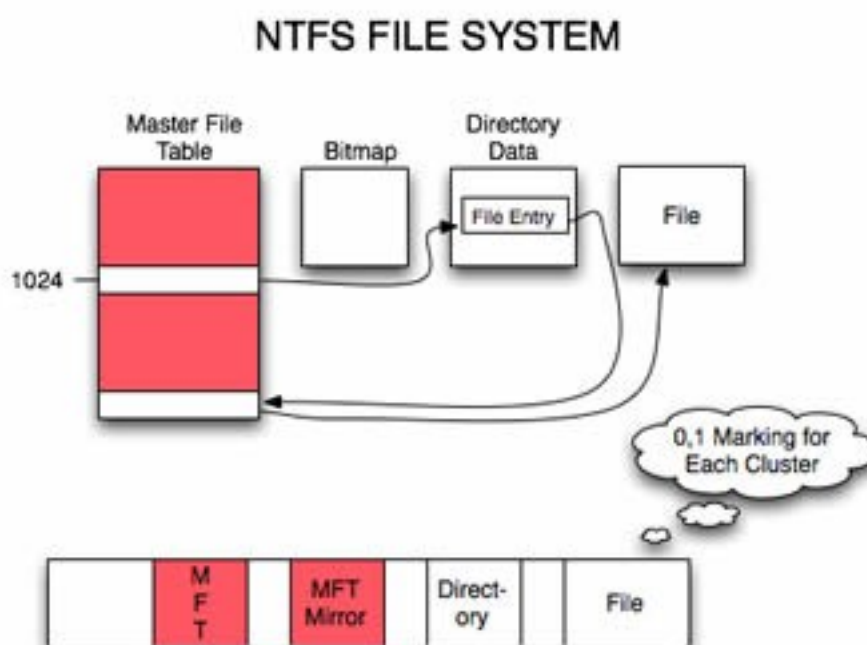 NTFS FILE SYSTEM
Master File
Table
Bitmap
Directory
Data
File Entry
File
1024
0,1 Marking for
Each Cluster
M
F
T
MFT
Mirror
Direct-
ory
File